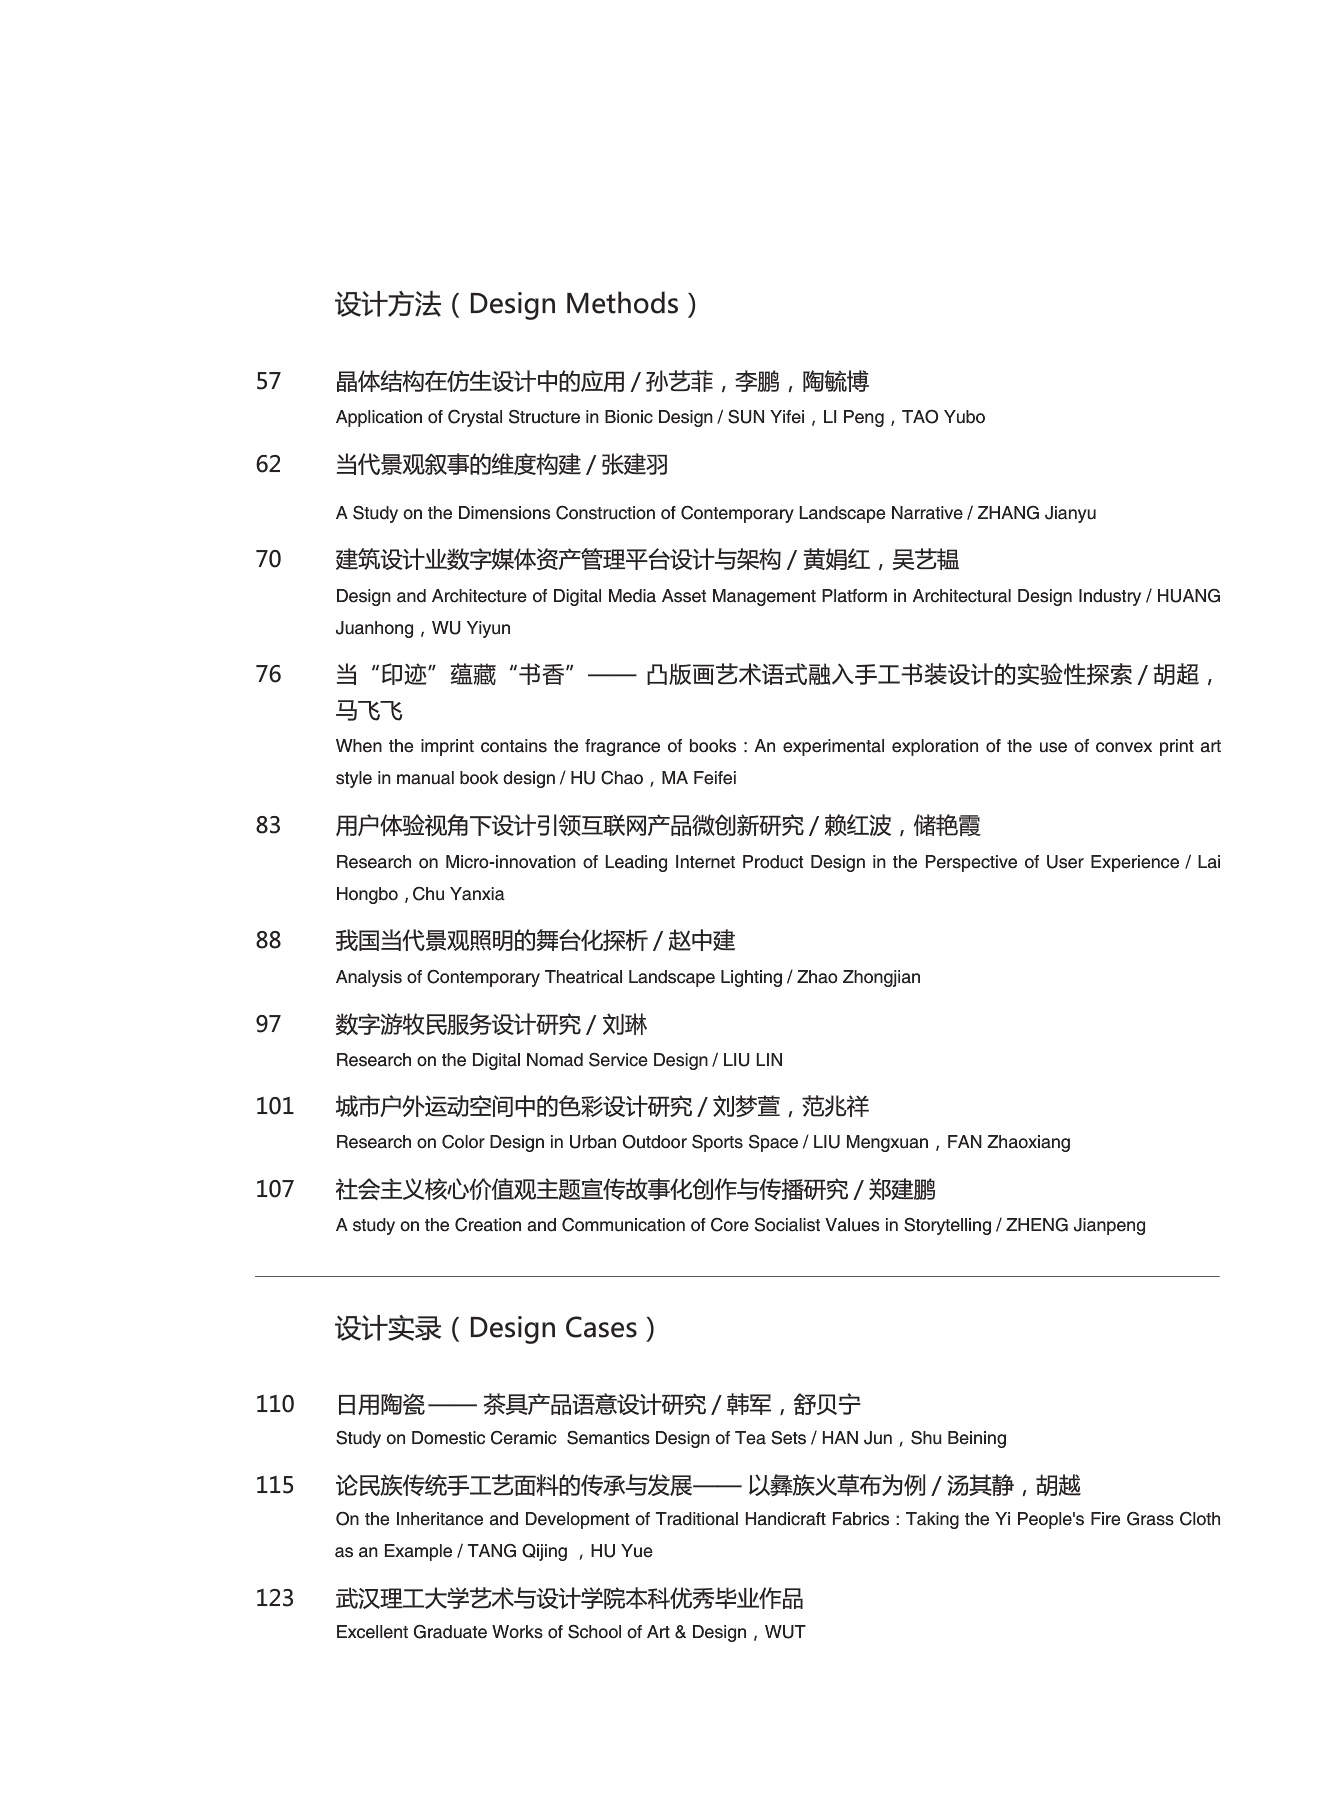 设计方法（Design Methods）
57 晶体结构在仿生设计中的应用 / 孙艺菲，李鹏，陶毓博
Application of Crystal Structure in Bionic Design / SUN Yifei，LI Peng，TAO Yubo
62 当代景观叙事的维度构建 / 张建羽
A Study on the Dimensions Construction of Contemporary Landscape Narrative / ZHANG Jianyu
70 建筑设计业数字媒体资产管理平台设计与架构 / 黄娟红，吴艺韫
Design and Architecture of Digital Media Asset Management Platform in Architectural Design Industry / HUANG
Juanhong，WU Yiyun
76 当“印迹”蕴藏“书香”—— 凸版画艺术语式融入手工书装设计的实验性探索 / 胡超，
马飞飞
When the imprint contains the fragrance of books：An experimental exploration of the use of convex print art
style in manual book design / HU Chao，MA Feifei
83 用户体验视角下设计引领互联网产品微创新研究 / 赖红波，储艳霞
Research on Micro-innovation of Leading Internet Product Design in the Perspective of User Experience / Lai
Hongbo ,Chu Yanxia
88 我国当代景观照明的舞台化探析 / 赵中建
Analysis of Contemporary Theatrical Landscape Lighting / Zhao Zhongjian
97 数字游牧民服务设计研究 / 刘琳
Research on the Digital Nomad Service Design / LIU LIN
101 城市户外运动空间中的色彩设计研究 / 刘梦萱，范兆祥
Research on Color Design in Urban Outdoor Sports Space / LIU Mengxuan，FAN Zhaoxiang
107 社会主义核心价值观主题宣传故事化创作与传播研究 / 郑建鹏
A study on the Creation and Communication of Core Socialist Values in Storytelling / ZHENG Jianpeng
设计实录（Design Cases）
110 日用陶瓷—— 茶具产品语意设计研究 / 韩军，舒贝宁
Study on Domestic Ceramic Semantics Design of Tea Sets / HAN Jun，Shu Beining
115 论民族传统手工艺面料的传承与发展—— 以彝族火草布为例 / 汤其静，胡越
On the Inheritance and Development of Traditional Handicraft Fabrics：Taking the Yi People's Fire Grass Cloth
as an Example / TANG Qijing ，HU Yue
123 武汉理工大学艺术与设计学院本科优秀毕业作品
Excellent Graduate Works of School of Art & Design，WUT